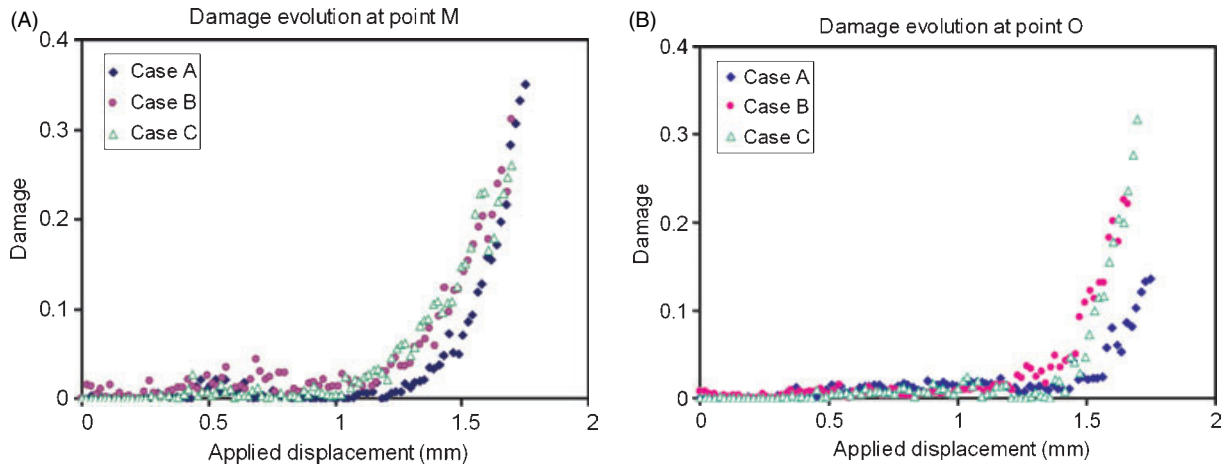 (A)
Damage evolution at point M
0.4
0.3
0.2
0.1
0
Damage
Case A
Case B
Case C
0 0.5 1 1.5 2
Applied displacement (mm)
(B)
Damage evolution at point O
0.4
0.3
0.2
0.1
0
Damage
Case A
Case B
Case C
0 0.5 1 1.5 2
Applied displacement (mm)